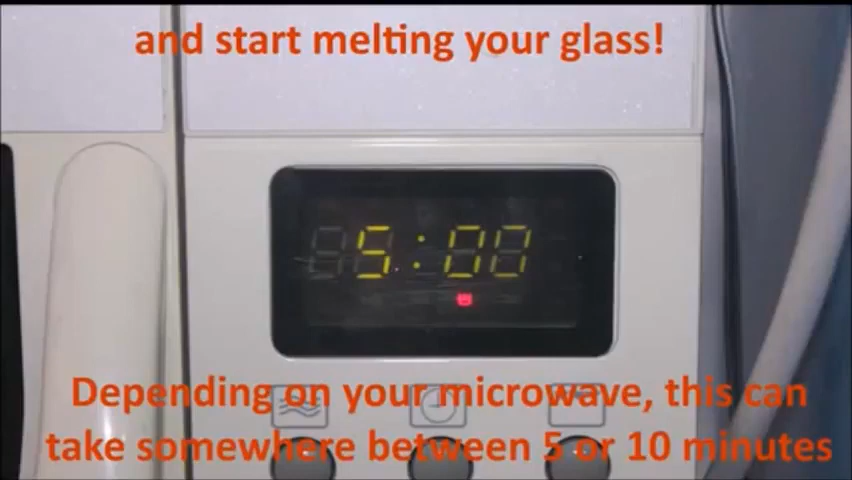 and start melting your glass!
5:00
Depending on your microwave, this can
take somewhere between 5 or 10 minutes